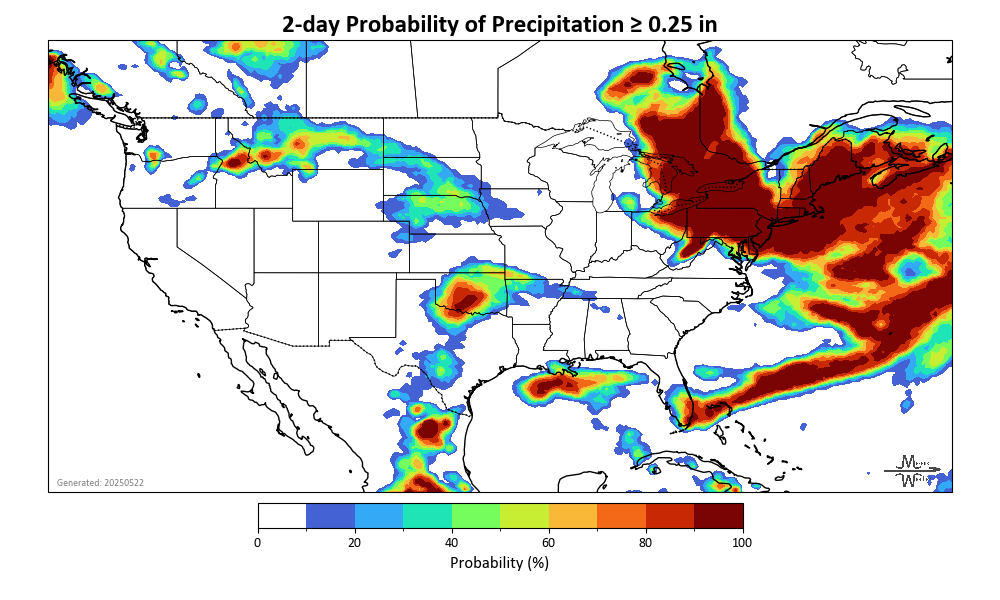 2-day Probability of Precipitation ≥ 0.25 in
Generated: 20250522
0 20 40 60 80 100
Probability (%)